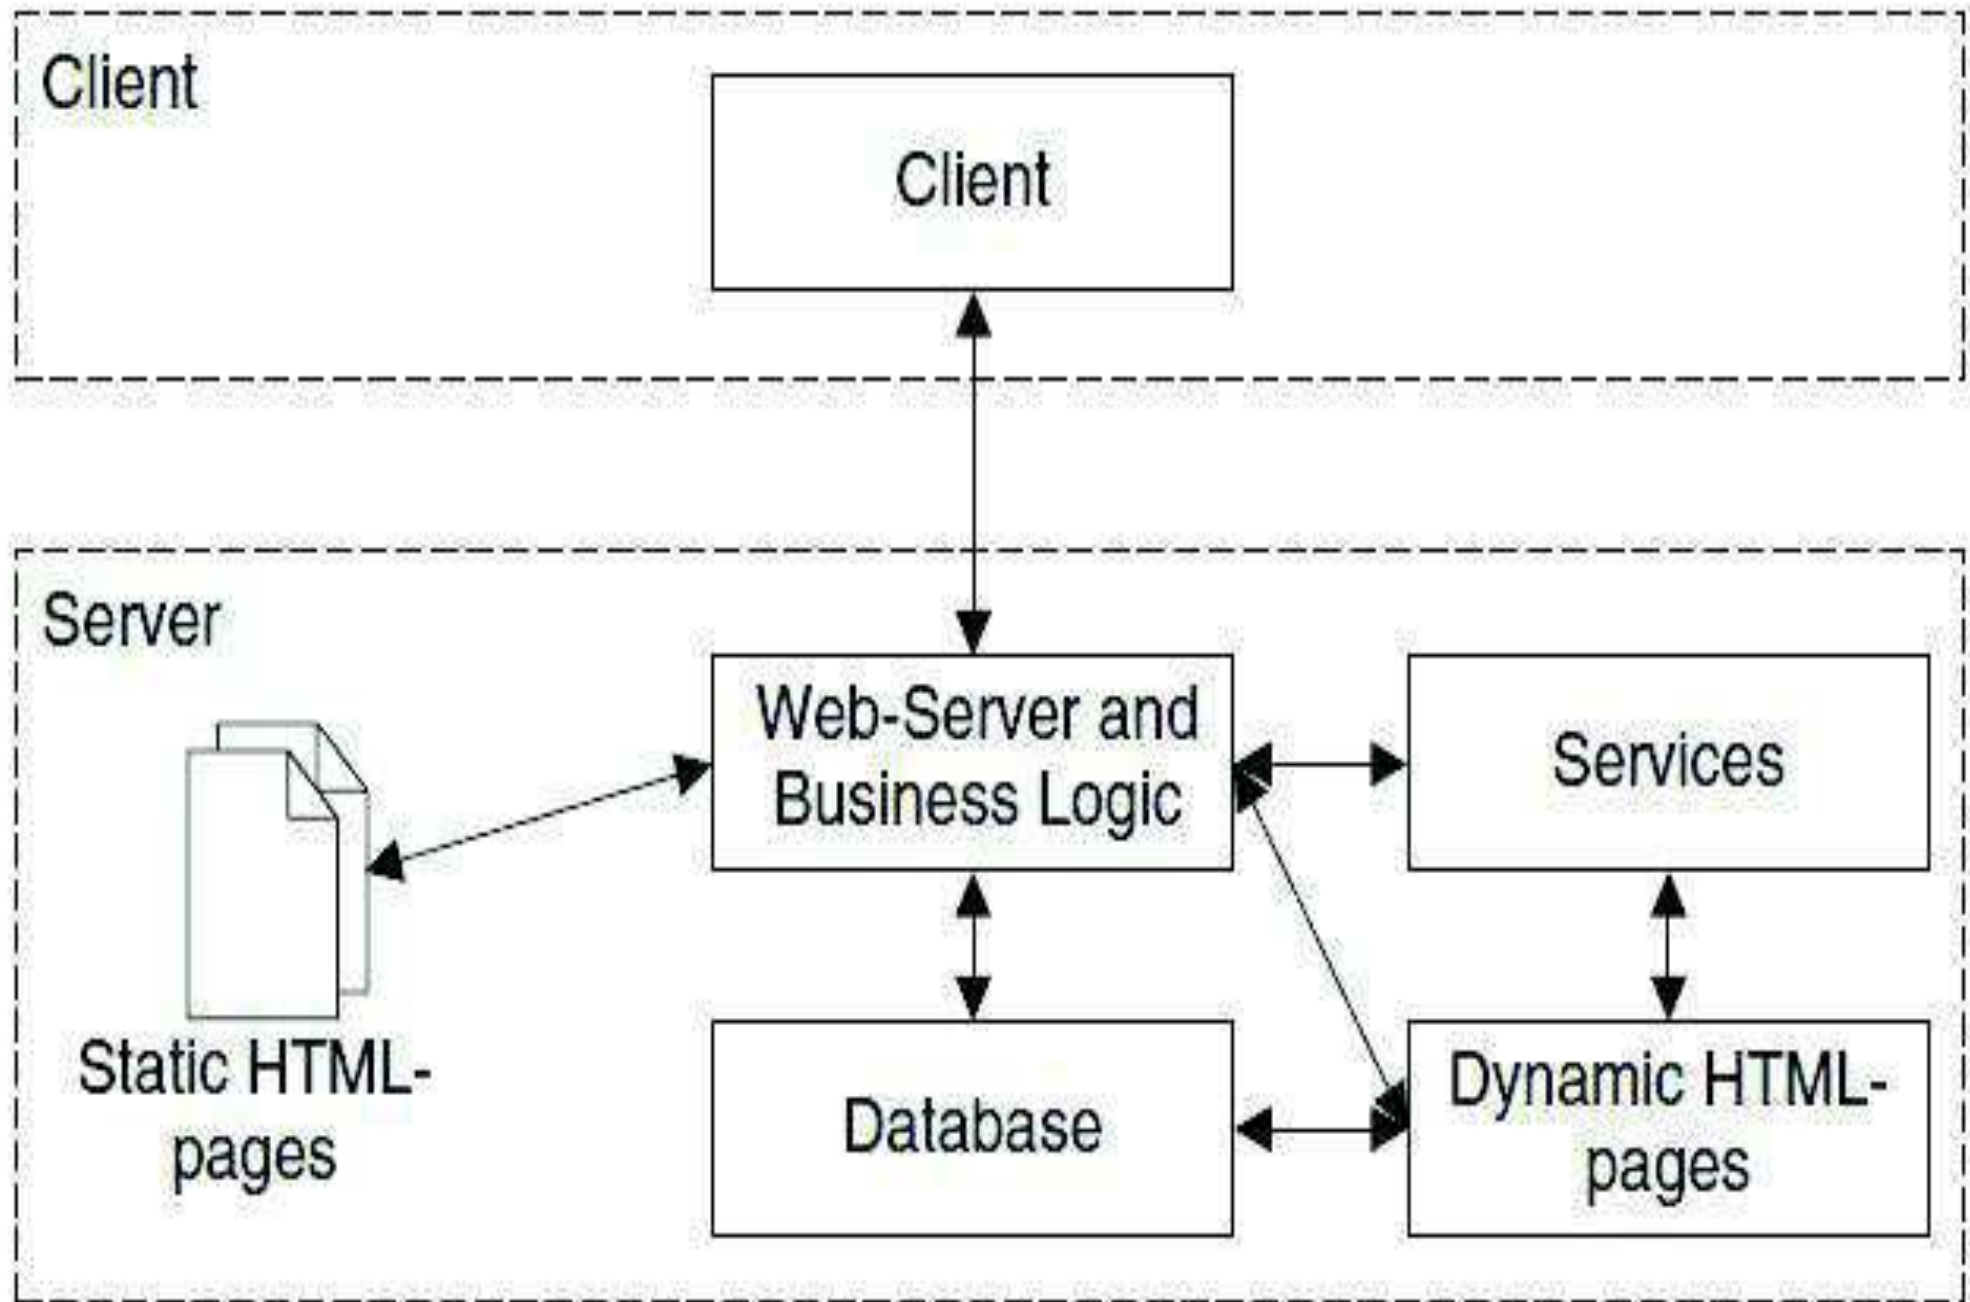 Client
Client
Server
Web-Server and
Business Logic
Services
Static HTML-
pages
Database
Dynamic HTML-
pages